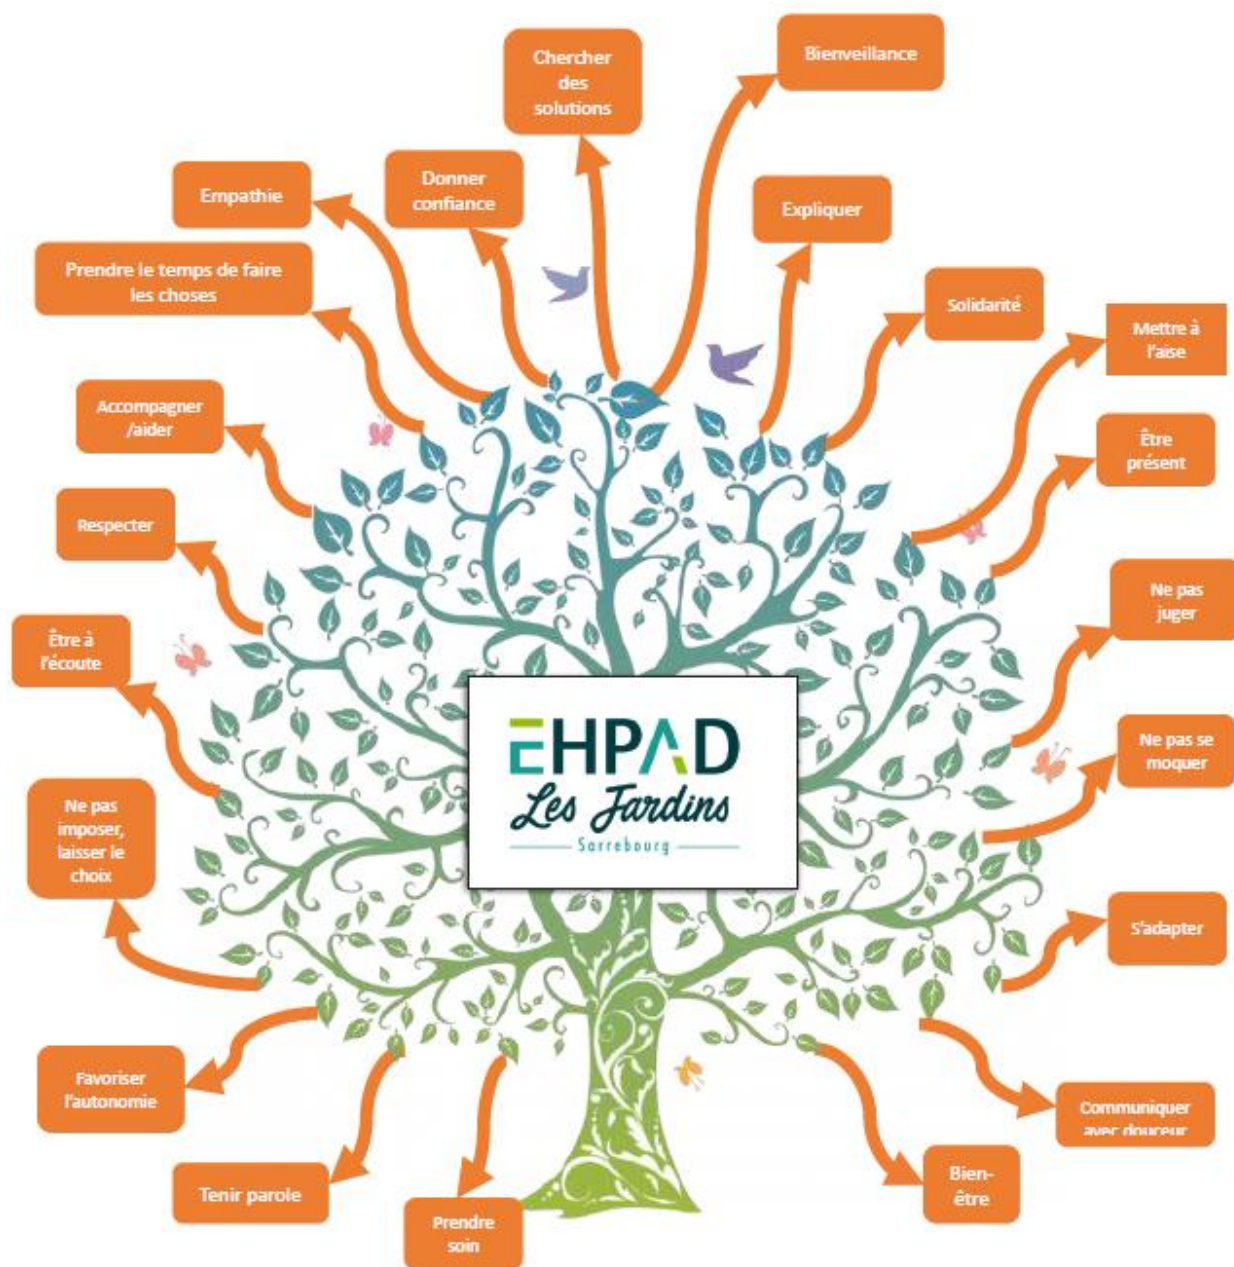 Chercher
des
solutions
Bienveillance
Empathie
Donner
confiance
Expliquer
Prendre le temps de faire
les choses
Solidarité
Mettre à
l'aise
Accompagner
/aider
Être
présent
Respecter
Ne pas
juger
Être à
l'écoute
EHPAD
Les Jardins
Sarrebourg
Ne pas se
moquer
Ne pas
imposer,
laisser le
choix
S'adapter
Favoriser
l'autonomie
Communiquer
avec douceur
Tenir parole
Prendre
soin
Bien-
être